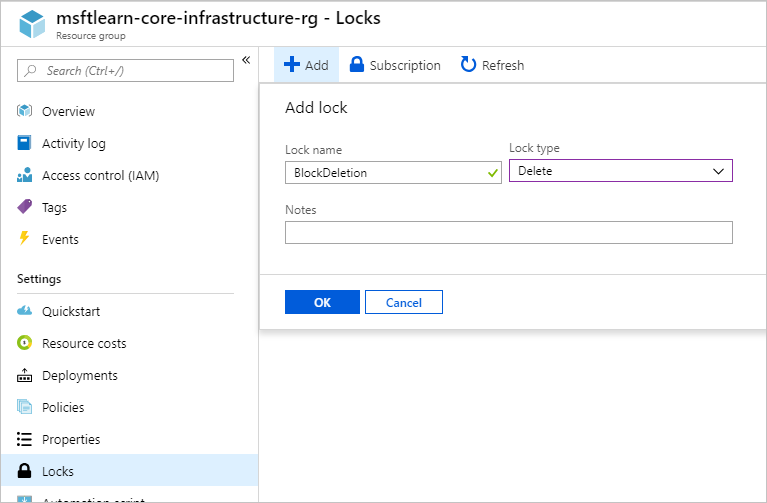 msftlearn-core-infrastructure-rg - Locks
Resource group
Search (Ctrl+/)
Overview
Activity log
Access control (IAM)
Tags
Events
Settings
Quickstart
Resource costs
Deployments
Policies
Properties
Locks
Automation script
Add Subscription Refresh
Add lock
Lock name Lock type
BlockDeletion Delete
Notes
OK Cancel